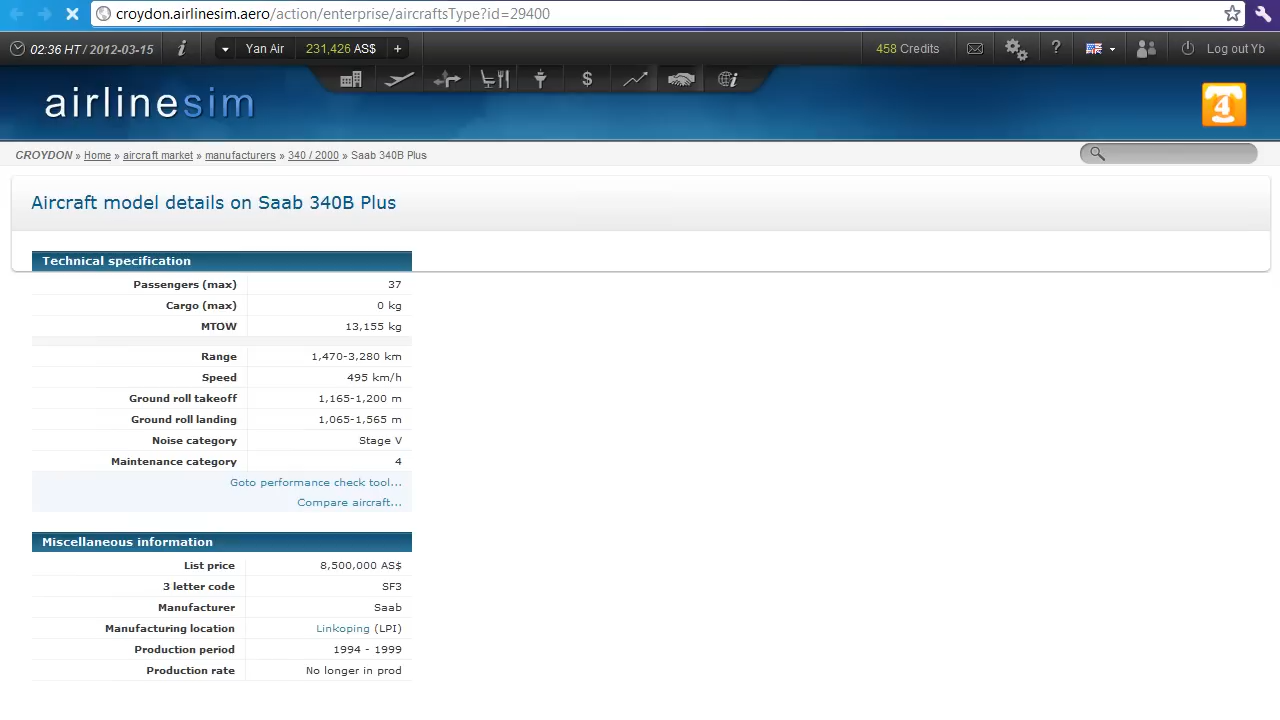 croydon.airlinesim.aero/action/enterprise/aircraftsType?id=29400
02:36 HT / 2012-03-15 i Yan Air 231,426 AS$ + 458 Credits ? Log out Yb
airlinesim
4
CROYDON » Home » aircraft market » manufacturers » 340 / 2000 » Saab 340B Plus
Aircraft model details on Saab 340B Plus
Technical specification
Passengers (max) 37
Cargo (max) 0 kg
MTOW 13,155 kg
Range 1,470-3,280 km
Speed 495 km/h
Ground roll takeoff 1,165-1,200 m
Ground roll landing 1,065-1,565 m
Noise category Stage V
Maintenance category 4
Goto performance check tool...
Compare aircraft...
Miscellaneous information
List price 8,500,000 AS$
3 letter code SF3
Manufacturer Saab
Manufacturing location Linkoping (LPI)
Production period 1994 - 1999
Production rate No longer in prod